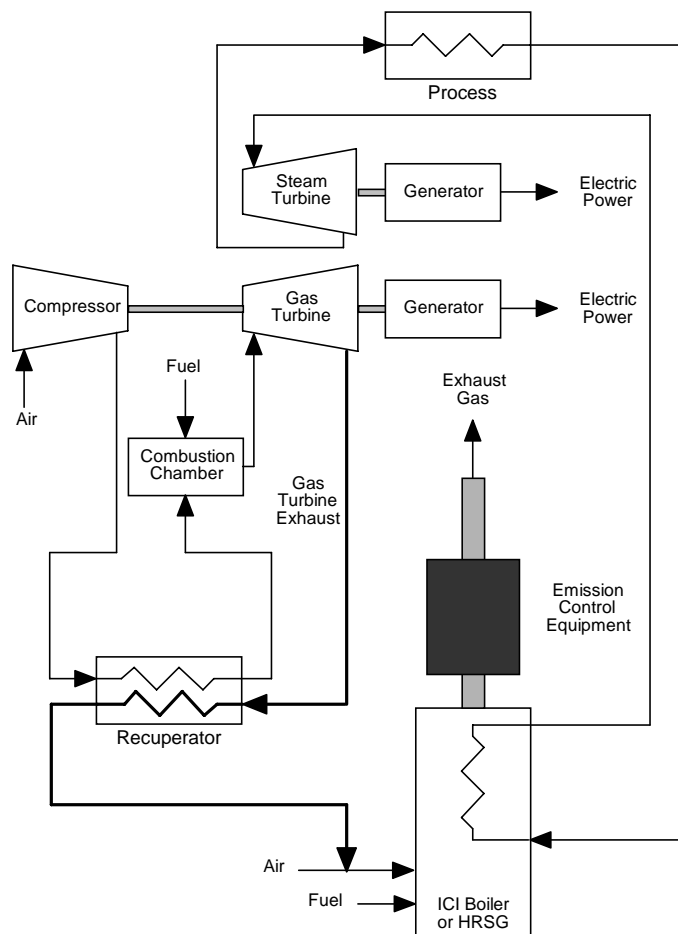 Process
Steam
Turbine
Generator
Electric
Power
Compressor
Gas
Turbine
Generator
Electric
Power
Air
Fuel
Exhaust
Gas
Combustion
Chamber
Gas
Turbine
Exhaust
Emission
Control
Equipment
Recuperator
Air
Fuel
ICI Boiler
or HRSG